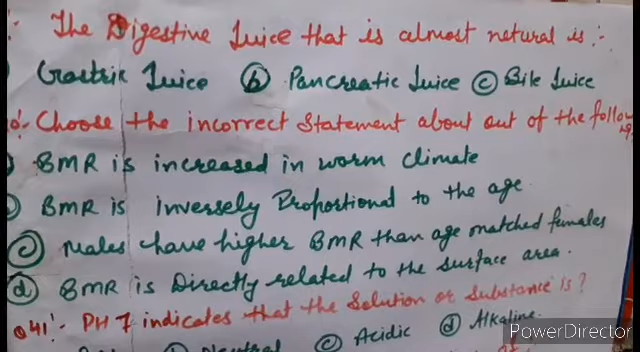 The Digestive Juice that is almost netural is :-
Gastric Juice (b) Pancreatic Juice (c) Bile Juice
Choose the incorrect Statement about out of the follow
BMR is increased in worm climate
BMR is inversely Proportional to the age
(c) Males have higher BMR than age matched females
(d) BMR is Directly related to the surface area.
Q41:- PH 7 indicates that the Solution or Substance is?
Neutral (c) Acidic (d) Alkaline.
PowerDirector